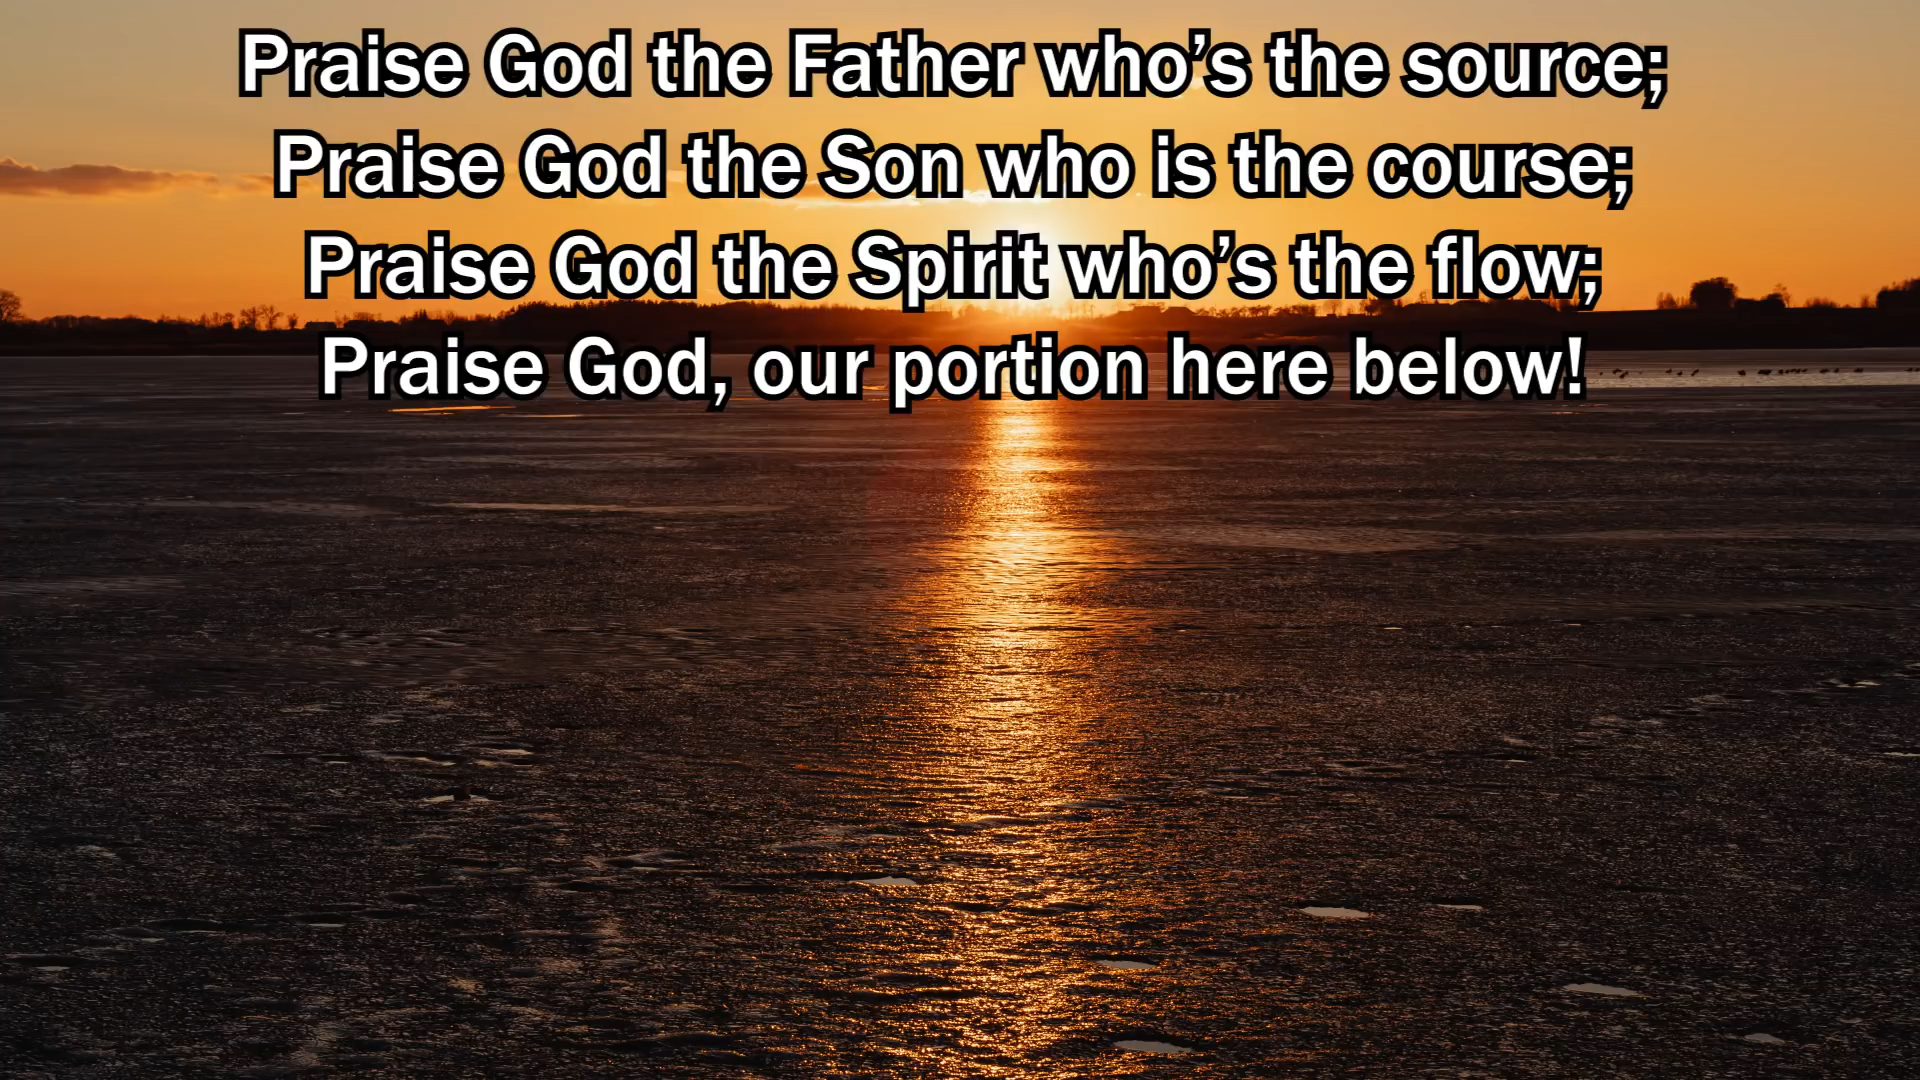 Praise God the Father who’s the source;
Praise God the Son who is the course;
Praise God the Spirit who’s the flow;
Praise God, our portion here below!